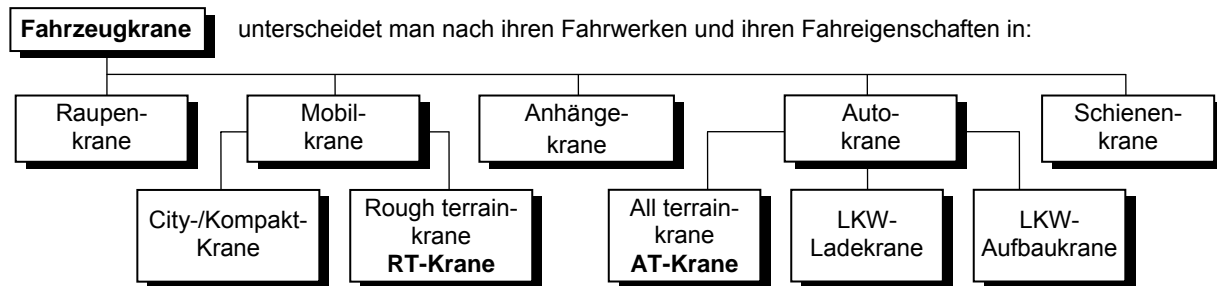 Fahrzeugkrane unterscheidet man nach ihren Fahrwerken und ihren Fahreigenschaften in:
Raupen-
krane
Mobil-
krane
Anhänge-
krane
Auto-
krane
Schienen-
krane
City-/Kompakt-
Krane
Rough terrain-
krane
RT-Krane
All terrain-
krane
AT-Krane
LKW-
Ladekrane
LKW-
Aufbaukrane